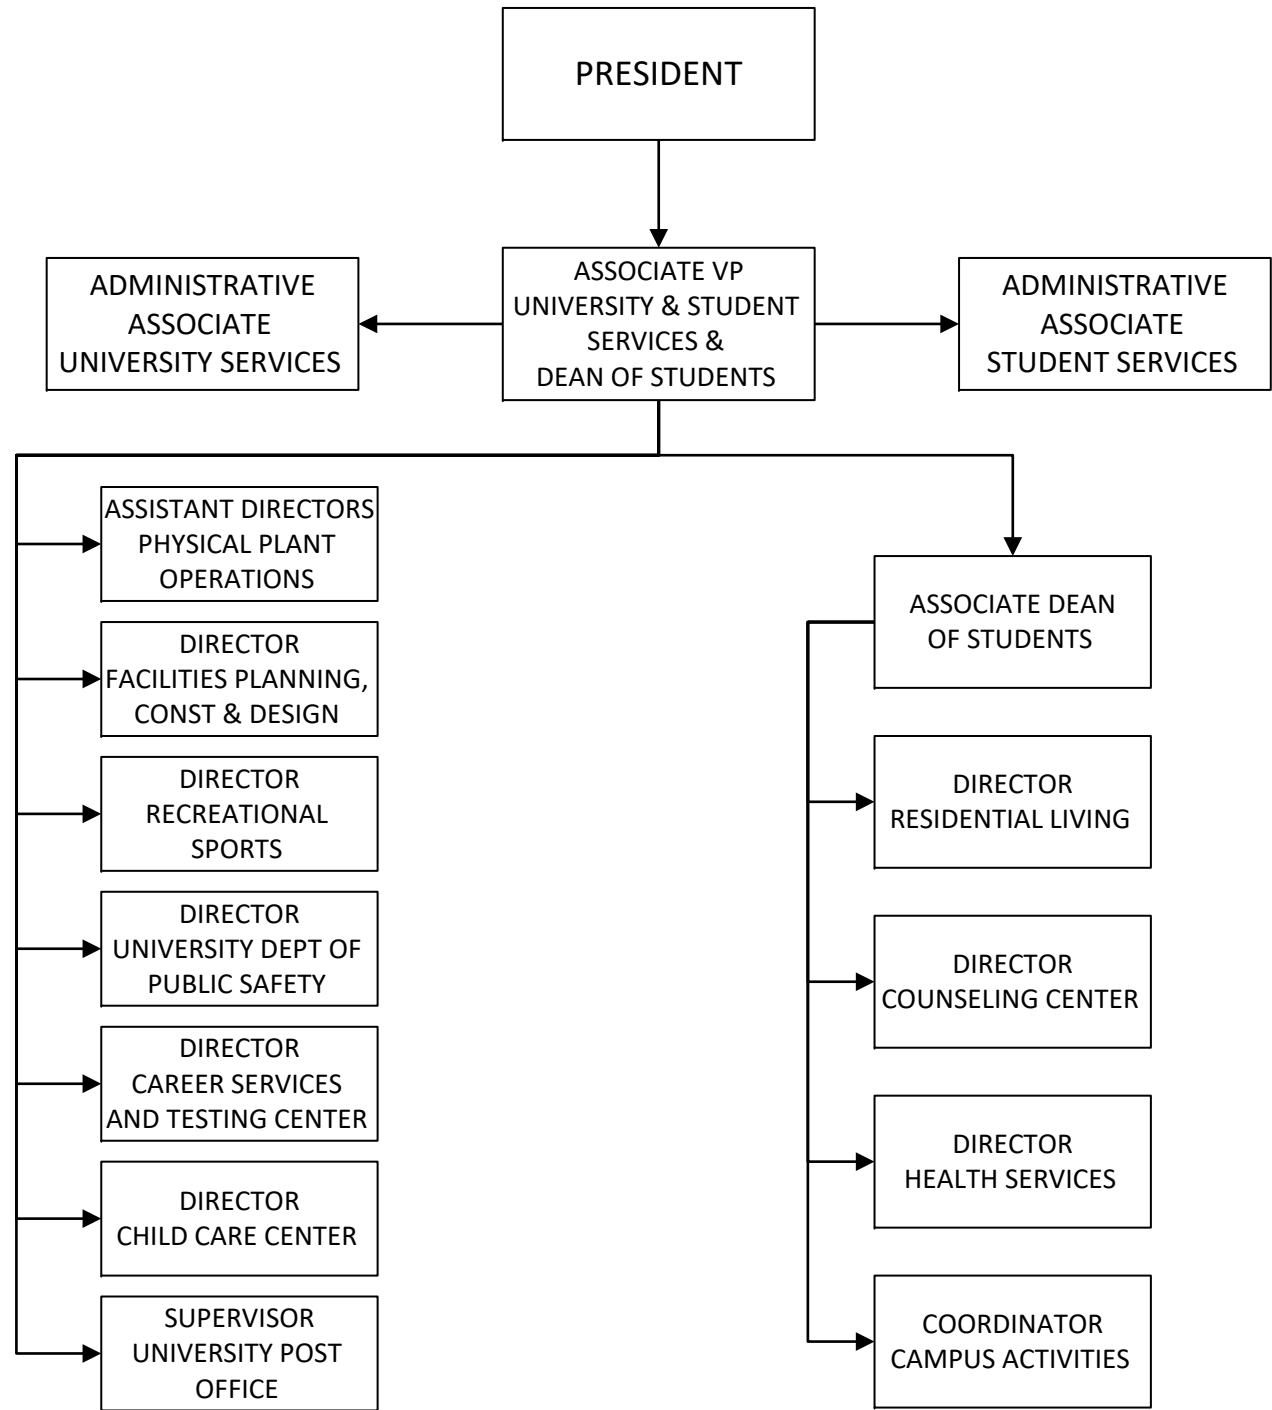 PRESIDENT
ADMINISTRATIVE
ASSOCIATE
UNIVERSITY SERVICES
ASSOCIATE VP
UNIVERSITY & STUDENT
SERVICES &
DEAN OF STUDENTS
ADMINISTRATIVE
ASSOCIATE
STUDENT SERVICES
ASSISTANT DIRECTORS
PHYSICAL PLANT
OPERATIONS
DIRECTOR
FACILITIES PLANNING,
CONST & DESIGN
DIRECTOR
RECREATIONAL
SPORTS
DIRECTOR
UNIVERSITY DEPT OF
PUBLIC SAFETY
DIRECTOR
CAREER SERVICES
AND TESTING CENTER
DIRECTOR
CHILD CARE CENTER
SUPERVISOR
UNIVERSITY POST
OFFICE
ASSOCIATE DEAN
OF STUDENTS
DIRECTOR
RESIDENTIAL LIVING
DIRECTOR
COUNSELING CENTER
DIRECTOR
HEALTH SERVICES
COORDINATOR
CAMPUS ACTIVITIES